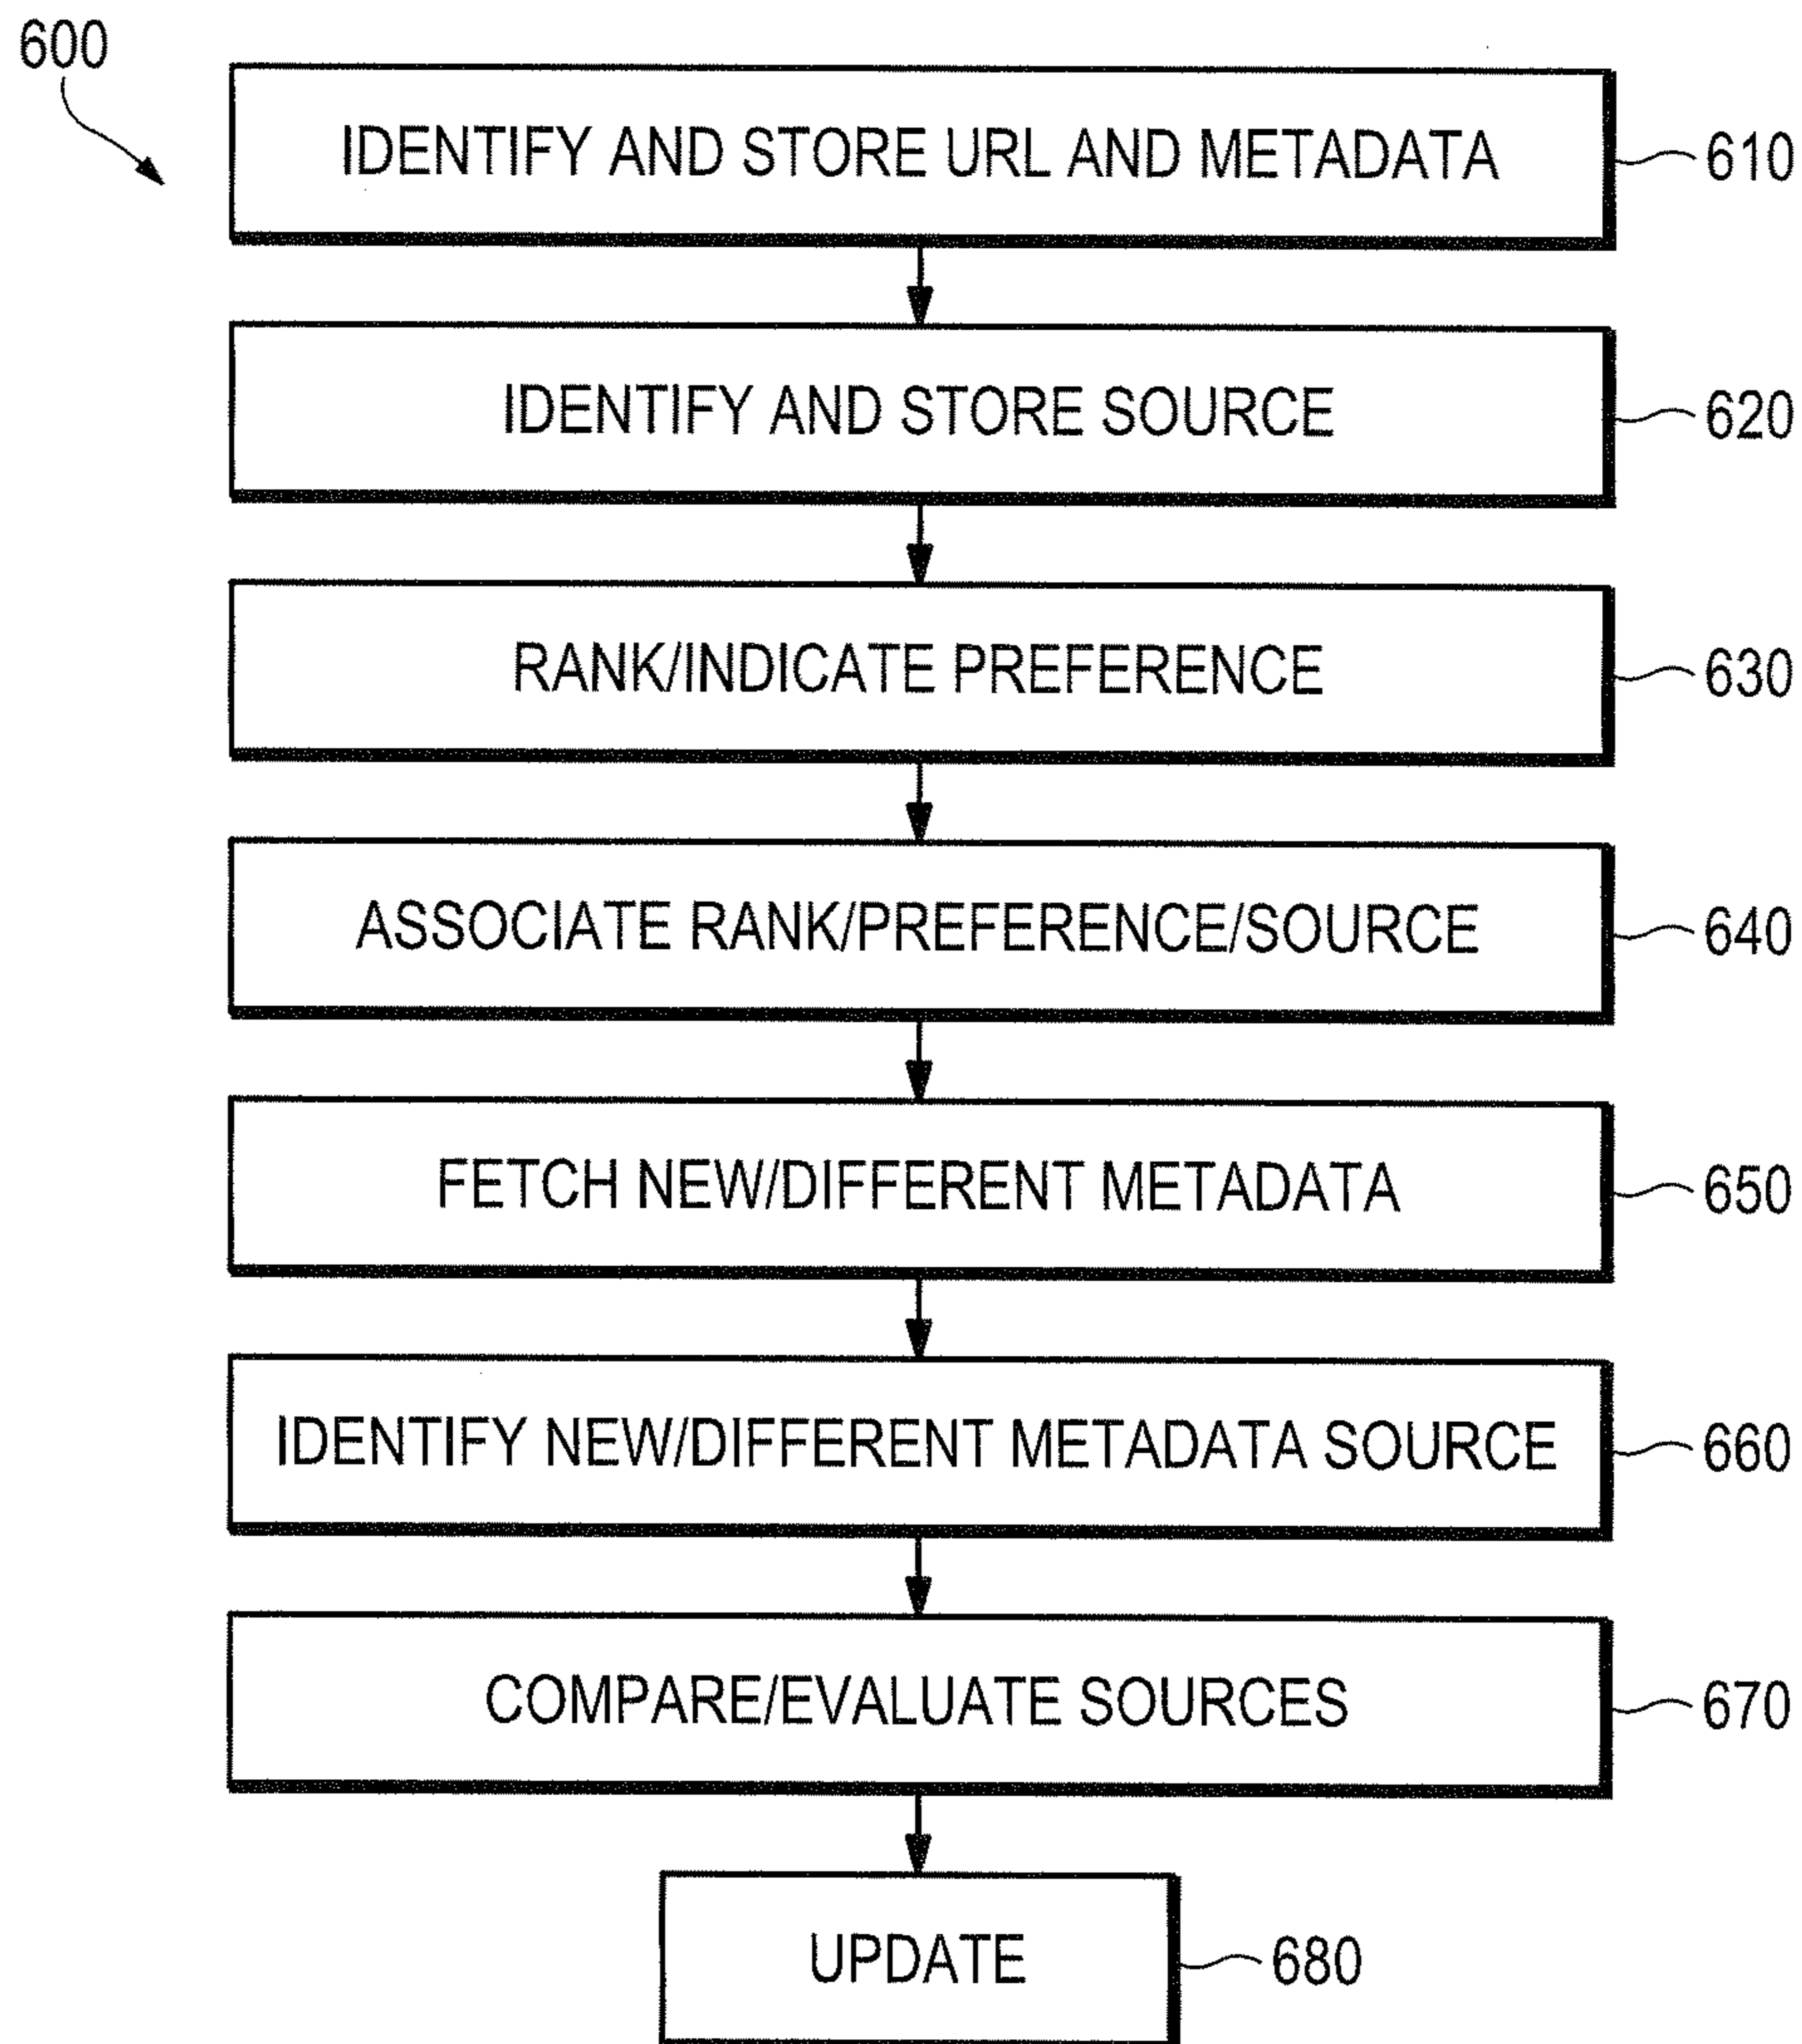 600
IDENTIFY AND STORE URL AND METADATA
610
IDENTIFY AND STORE SOURCE
620
RANK/INDICATE PREFERENCE
630
ASSOCIATE RANK/PREFERENCE/SOURCE
640
FETCH NEW/DIFFERENT METADATA
650
IDENTIFY NEW/DIFFERENT METADATA SOURCE
660
COMPARE/EVALUATE SOURCES
670
UPDATE
680